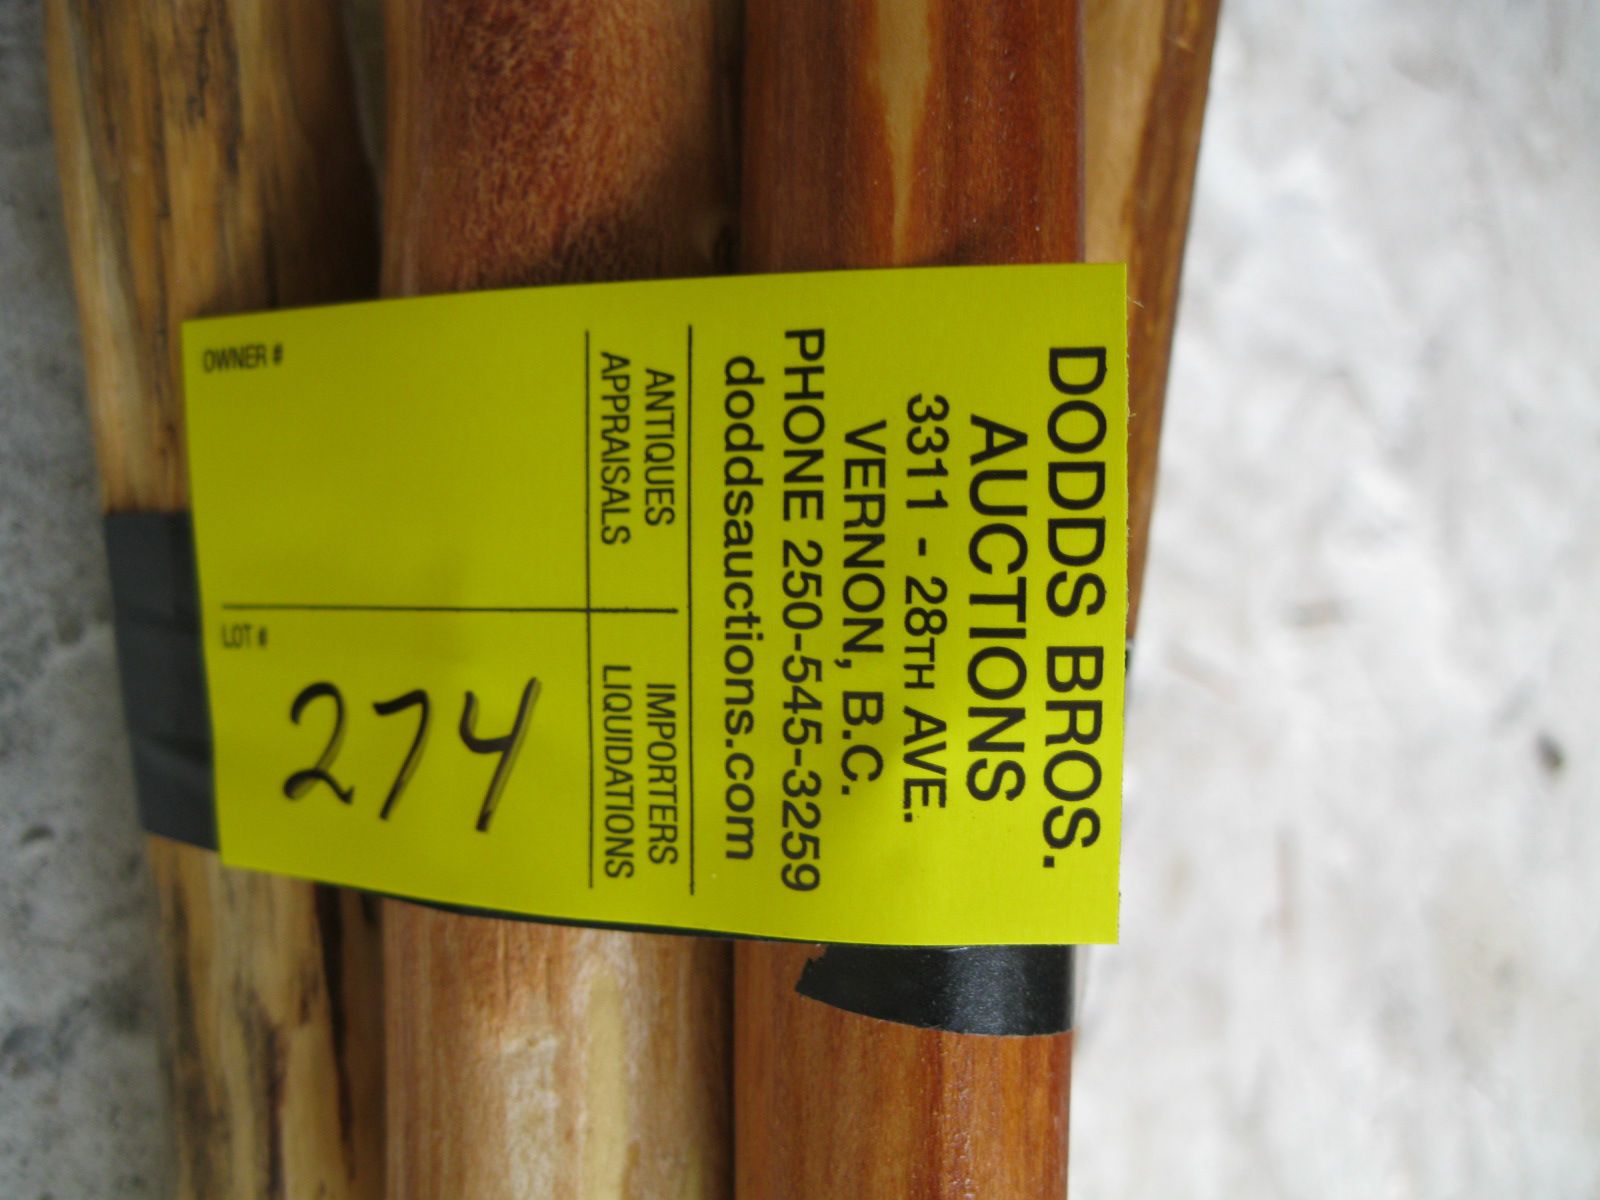 DODDS BROS.
AUCTIONS
3311 - 28TH AVE.
VERNON, B.C.
PHONE 250-545-3259
doddsauctions.com
ANTIQUES IMPORTERS
APPRAISALS LIQUIDATIONS
OWNER # LOT #
274